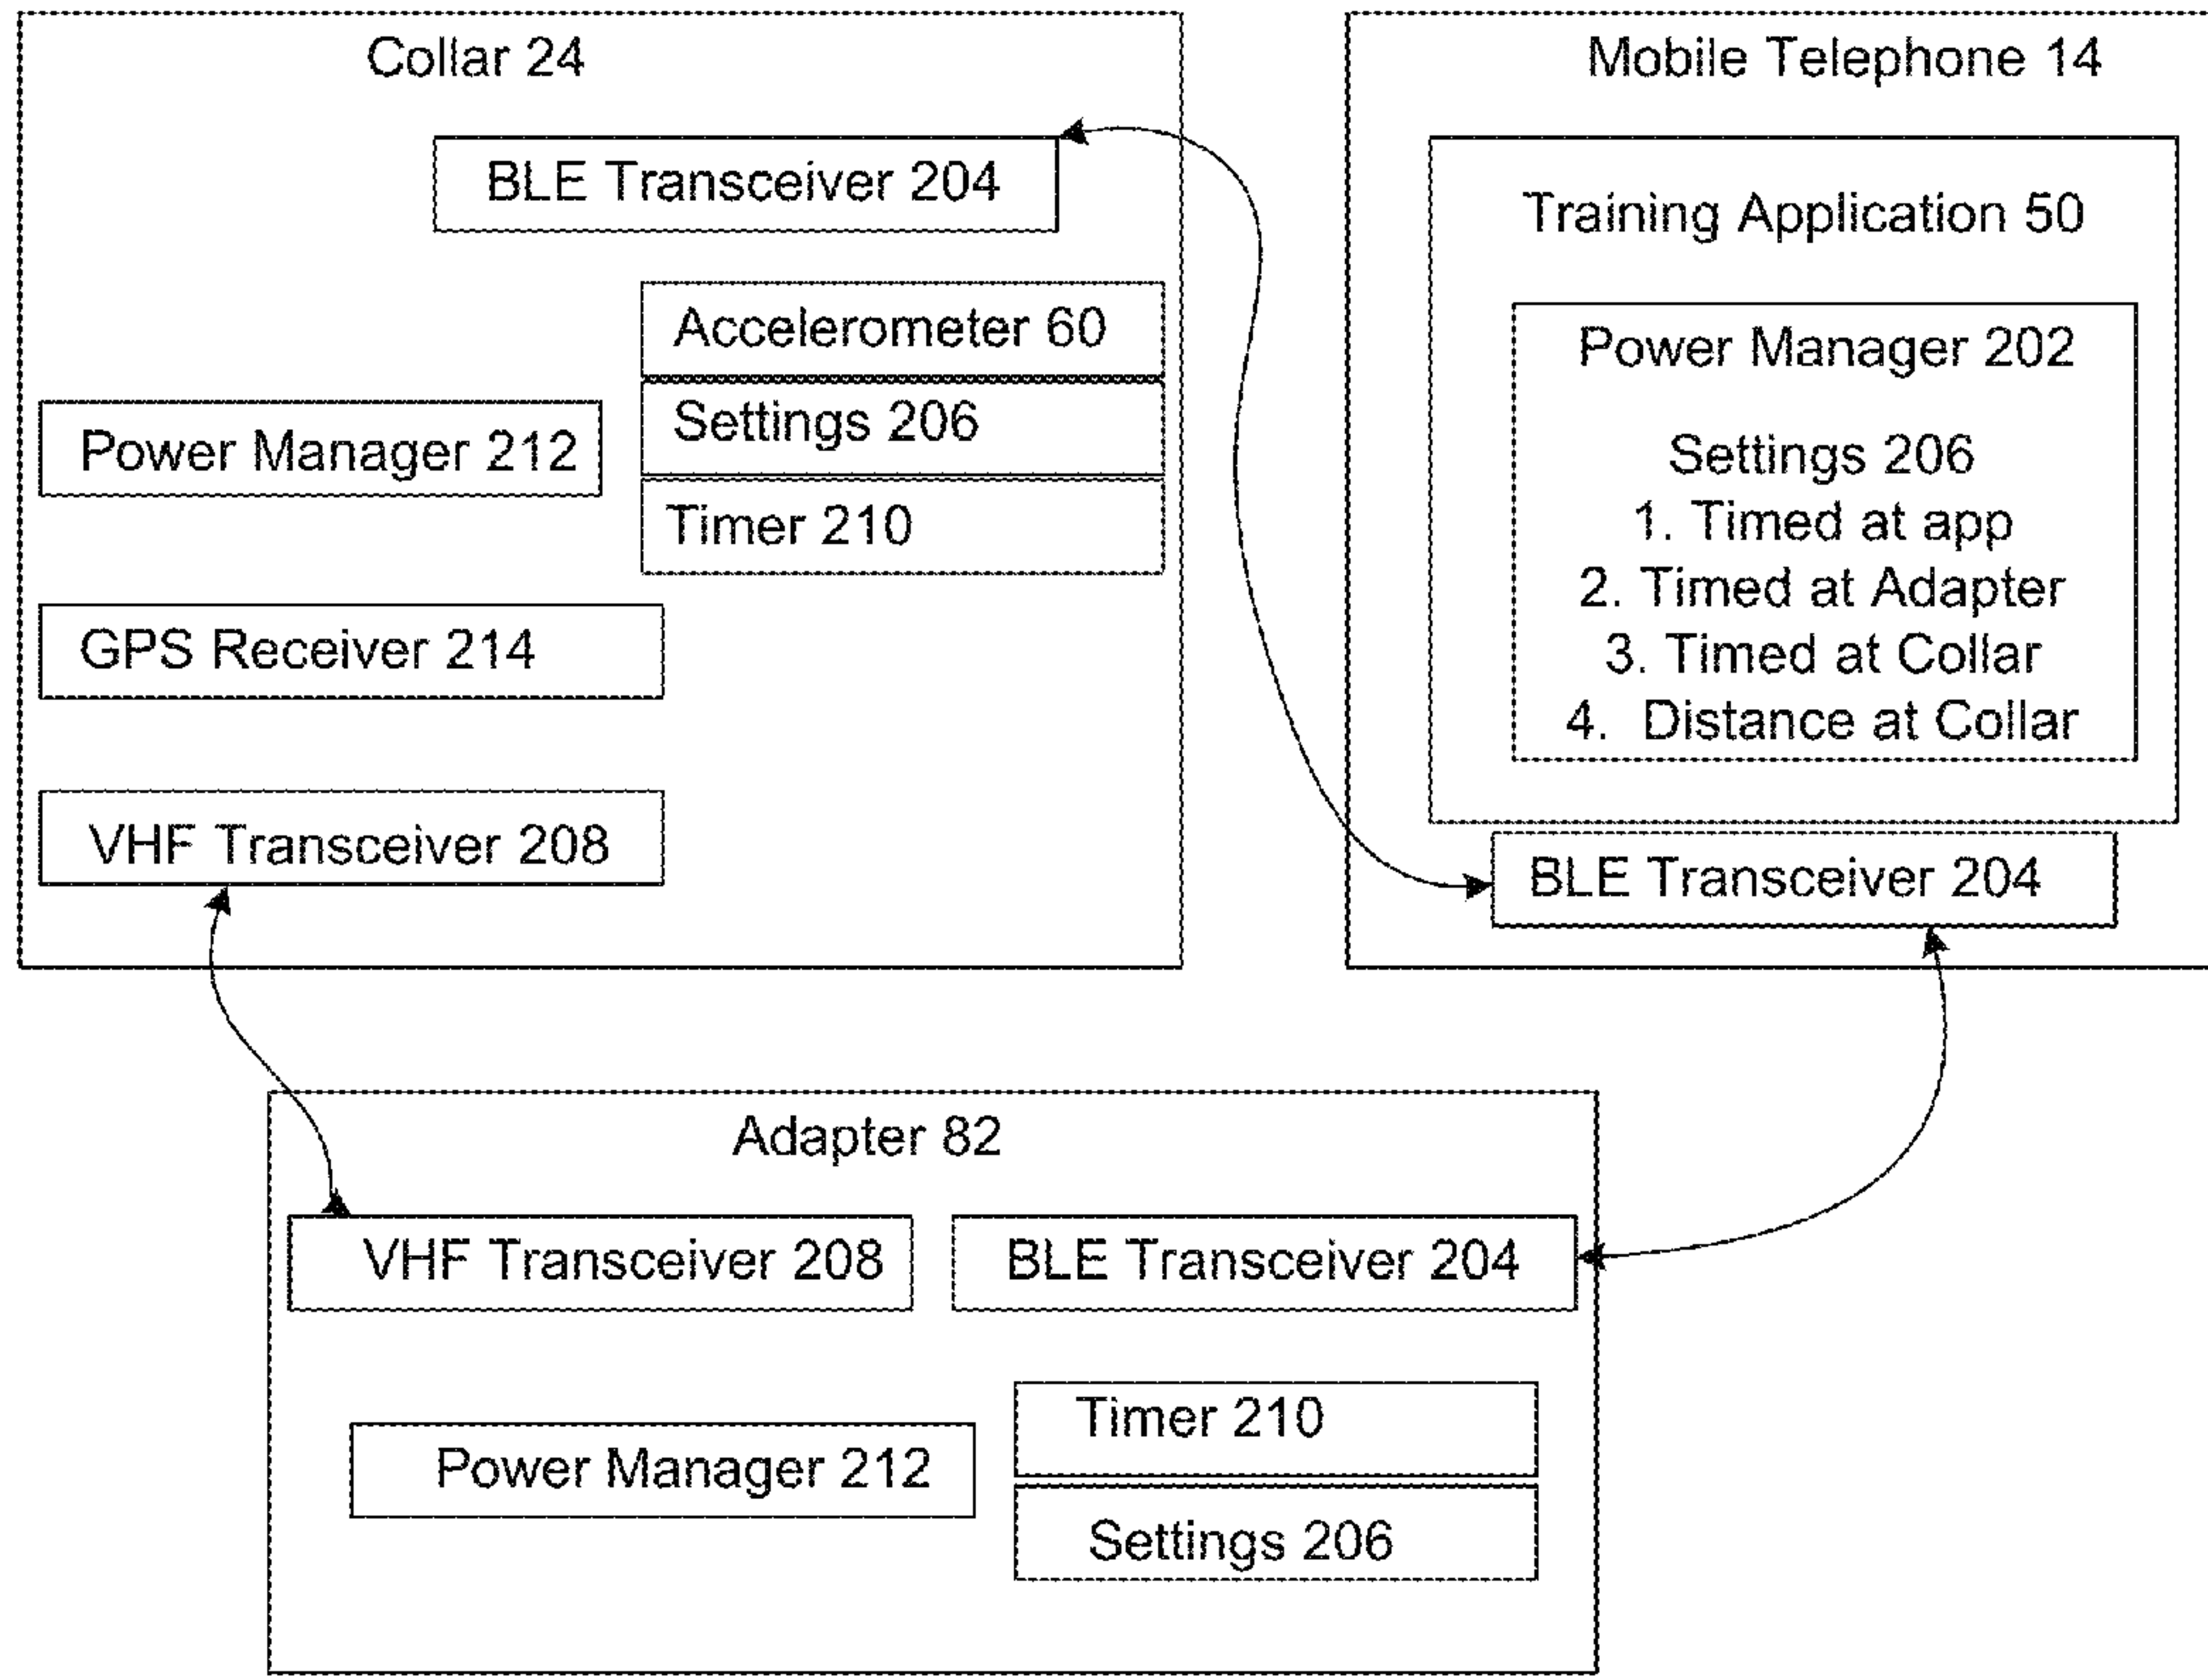 Collar 24
BLE Transceiver 204
Accelerometer 60
Settings 206
Timer 210
Power Manager 212
GPS Receiver 214
VHF Transceiver 208
Mobile Telephone 14
Training Application 50
Power Manager 202
Settings 206
1. Timed at app
2. Timed at Adapter
3. Timed at Collar
4. Distance at Collar
BLE Transceiver 204
Adapter 82
VHF Transceiver 208
BLE Transceiver 204
Timer 210
Power Manager 212
Settings 206